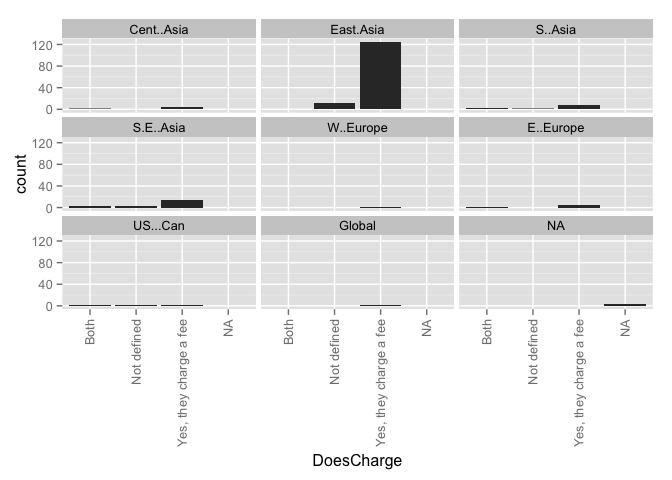 Cent..Asia East.Asia S..Asia
120
80
40
0
S.E..Asia W..Europe E..Europe
120
80
40
0
US...Can Global NA
120
80
40
0
count
Both Not defined Yes, they charge a fee NA Both Not defined Yes, they charge a fee NA Both Not defined Yes, they charge a fee NA
DoesCharge